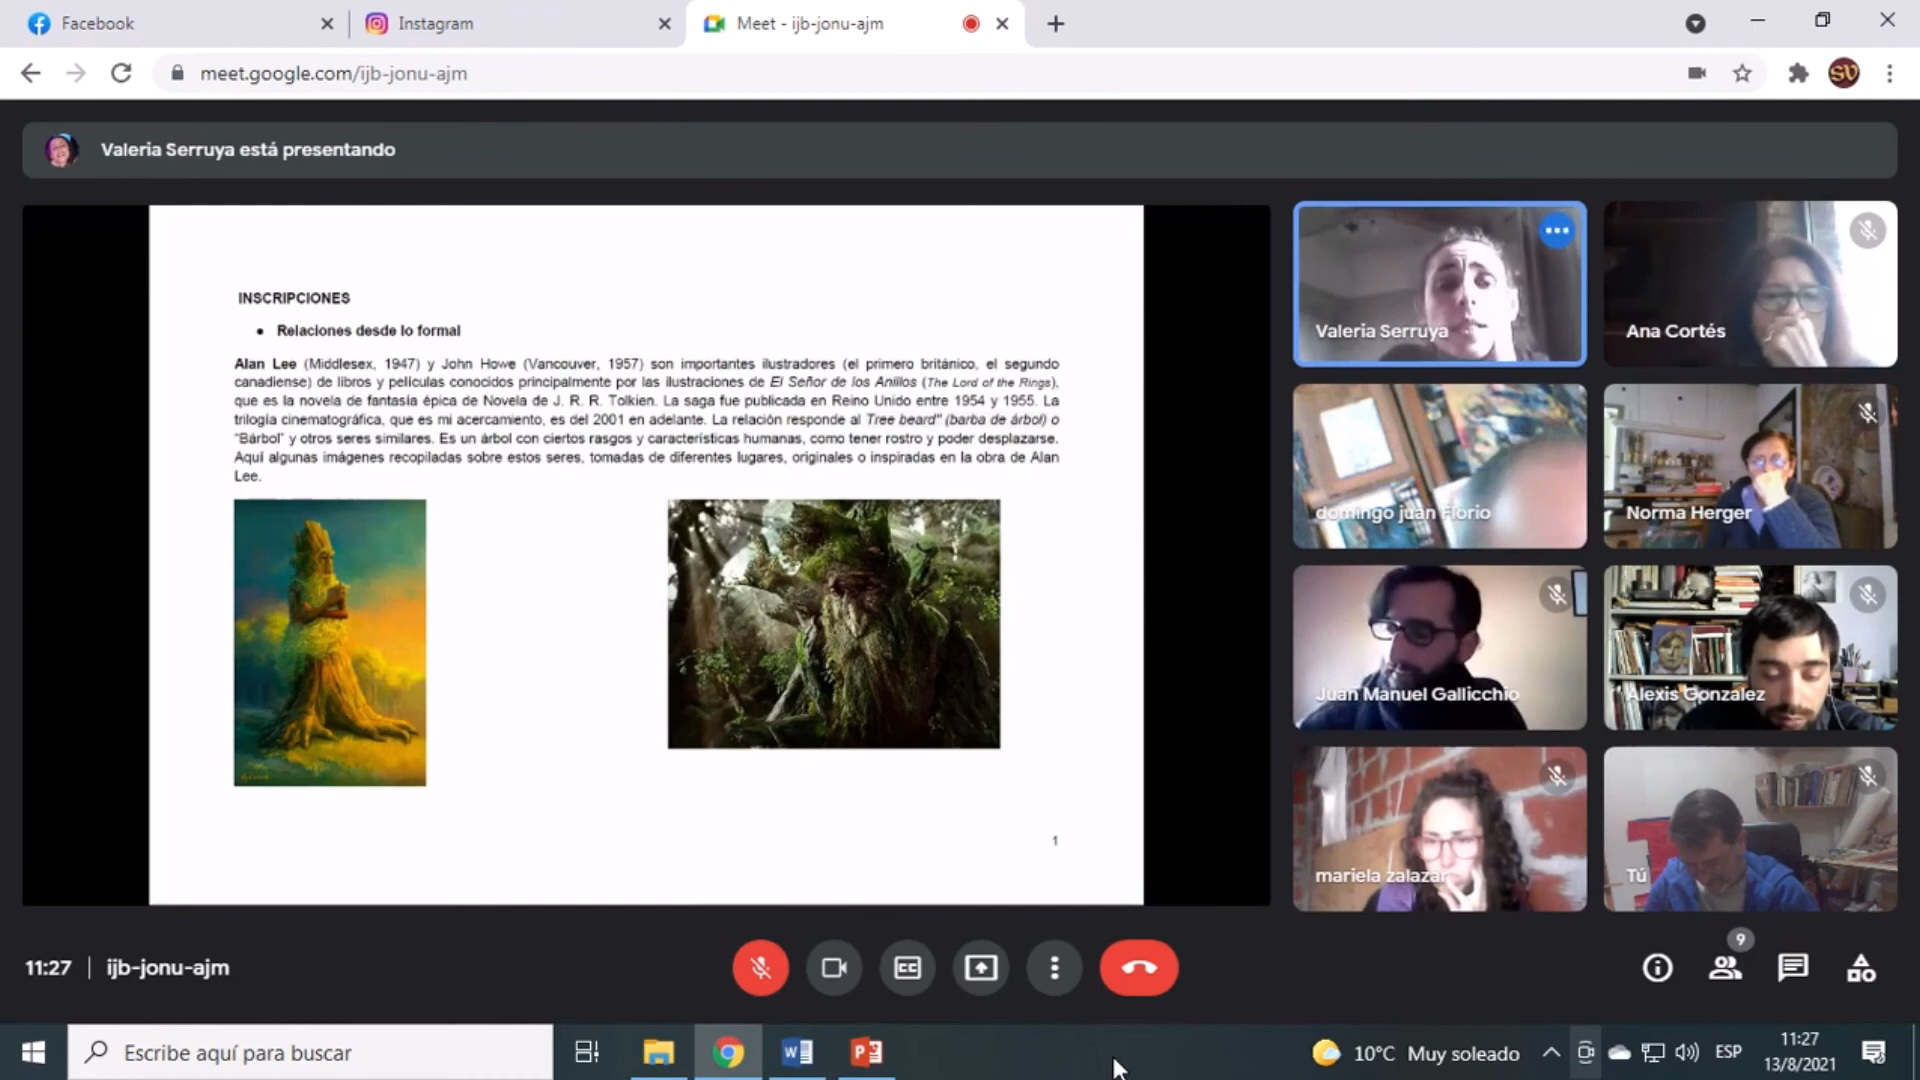 Facebook
Instagram
Meet - ijb-jonu-ajm
meet.google.com/ijb-jonu-ajm
SV
Valeria Serruya está presentando
INSCRIPCIONES
• Relaciones desde lo formal
Alan Lee (Middlesex, 1947) y John Howe (Vancouver, 1957) son importantes ilustradores (el primero británico, el segundo
canadiense) de libros y películas conocidos principalmente por las ilustraciones de El Señor de los Anillos (The Lord of the Rings),
que es la novela de fantasía épica de Novela de J. R. R. Tolkien. La saga fue publicada en Reino Unido entre 1954 y 1955. La
trilogía cinematográfica, que es mi acercamiento, es del 2001 en adelante. La relación responde al Tree beard" (barba de árbol) o
"Bárbol" y otros seres similares. Es un árbol con ciertos rasgos y características humanas, como tener rostro y poder desplazarse.
Aquí algunas imágenes recopiladas sobre estos seres, tomadas de diferentes lugares, originales o inspiradas en la obra de Alan
Lee.
1
Valeria Serruya
Ana Cortés
domingo juan Florio
Norma Herger
Juan Manuel Gallicchio
Alexis Gonzalez
mariela zalazar
Tú
11:27 | ijb-jonu-ajm
CC
9
Escribe aquí para buscar
10°C Muy soleado
ESP
11:27
13/8/2021